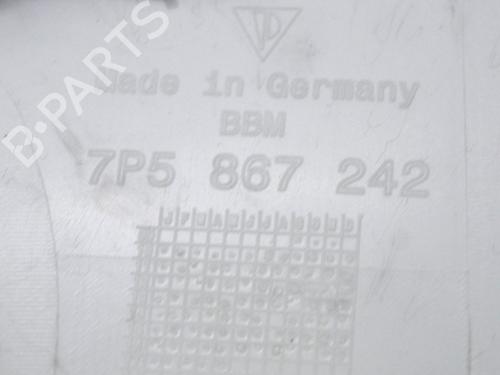 B-PARTS
Made in Germany
BBM
7P5 867 242